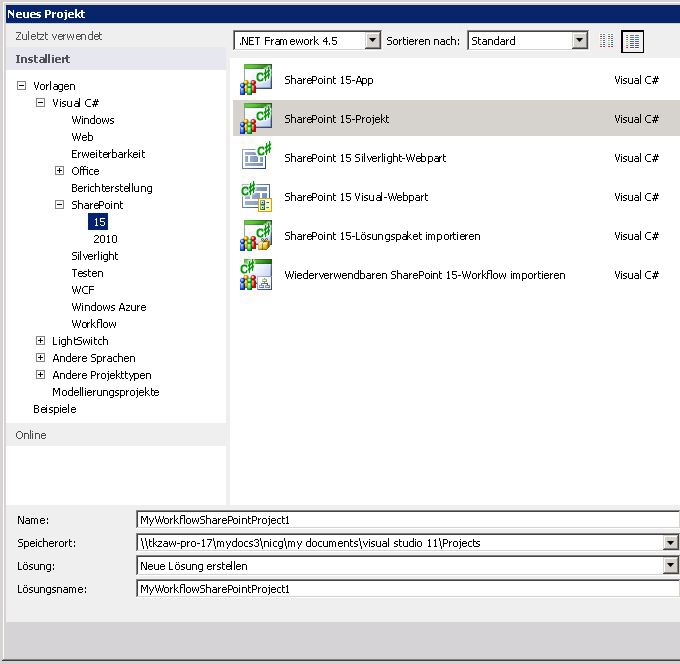 Neues Projekt
Zuletzt verwendet
.NET Framework 4.5 Sortieren nach: Standard
Installiert
Vorlagen
Visual C#
Windows
Web
Erweiterbarkeit
Office
Berichterstellung
SharePoint
15
2010
Silverlight
Testen
WCF
Windows Azure
Workflow
LightSwitch
Andere Sprachen
Andere Projekttypen
Modellierungsprojekte
Beispiele
Online
SharePoint 15-App Visual C#
SharePoint 15-Projekt Visual C#
SharePoint 15 Silverlight-Webpart Visual C#
SharePoint 15 Visual-Webpart Visual C#
SharePoint 15-Lösungspaket importieren Visual C#
Wiederverwendbaren SharePoint 15-Workflow importieren Visual C#
Name: MyWorkflowSharePointProject1
Speicherort: \\tkzaw-pro-17\mydocs3\nicg\my documents\visual studio 11\Projects
Lösung: Neue Lösung erstellen
Lösungsname: MyWorkflowSharePointProject1